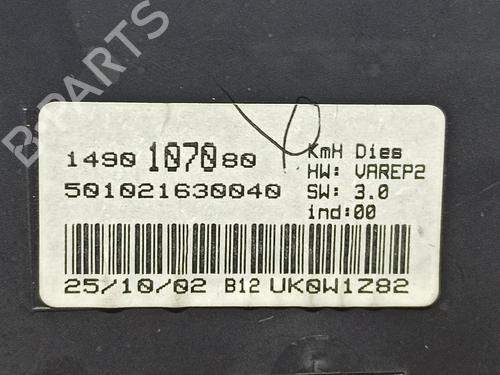 B-PARTS
1490 1070 80
501021630040
KmH Dies
HW: VAREP2
SW: 3.0
ind:00
25/10/02 B12 UK0W1Z82